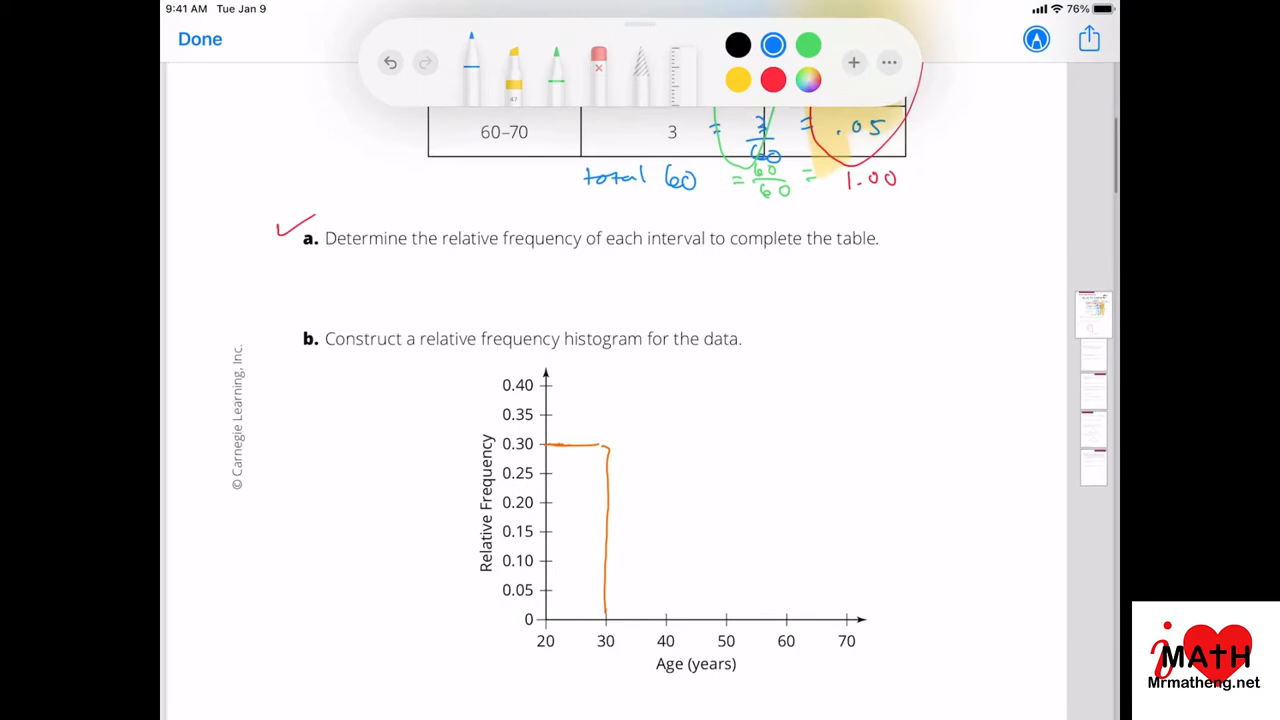 9:41 AM Tue Jan 9
76%
Done
47
60–70 3 = 3/60 = .05
total 60 = 60/60 = 1.00
a. Determine the relative frequency of each interval to complete the table.
b. Construct a relative frequency histogram for the data.
© Carnegie Learning, Inc.
Relative Frequency
0.40
0.35
0.30
0.25
0.20
0.15
0.10
0.05
0
20 30 40 50 60 70
Age (years)
i
MATH
Mrmatheng.net